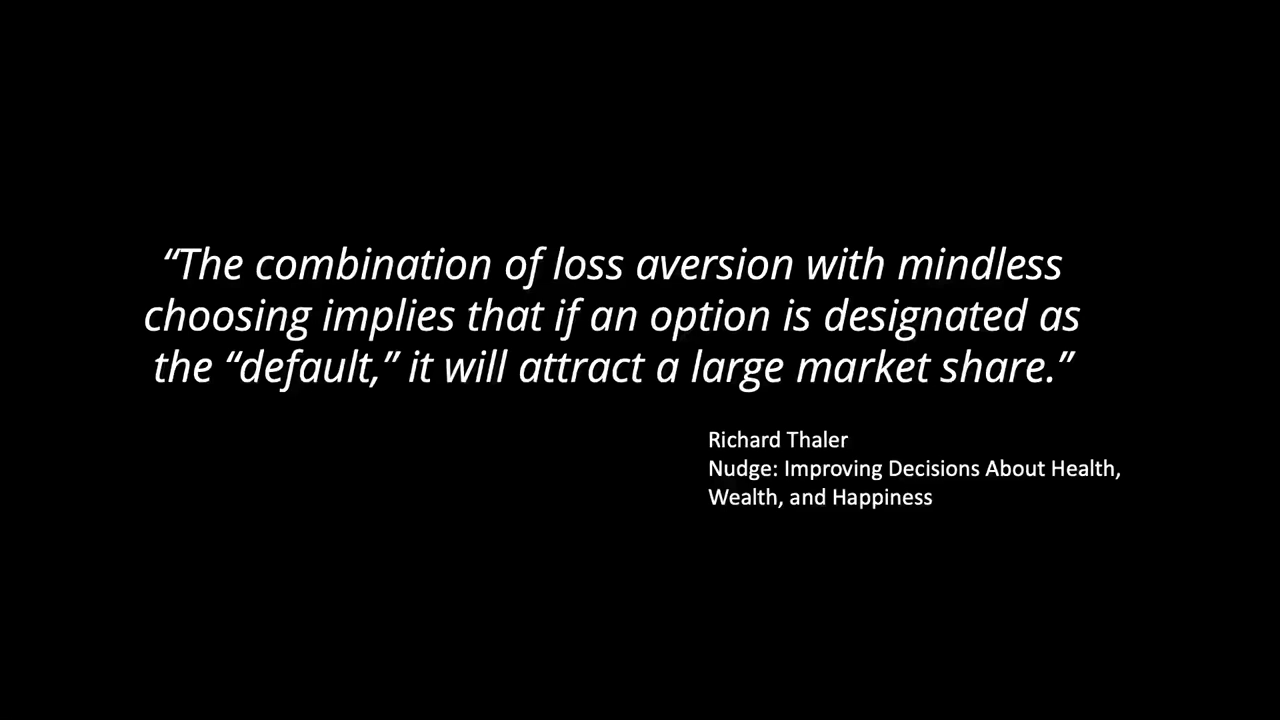 “The combination of loss aversion with mindless
choosing implies that if an option is designated as
the “default,” it will attract a large market share.”
Richard Thaler
Nudge: Improving Decisions About Health,
Wealth, and Happiness